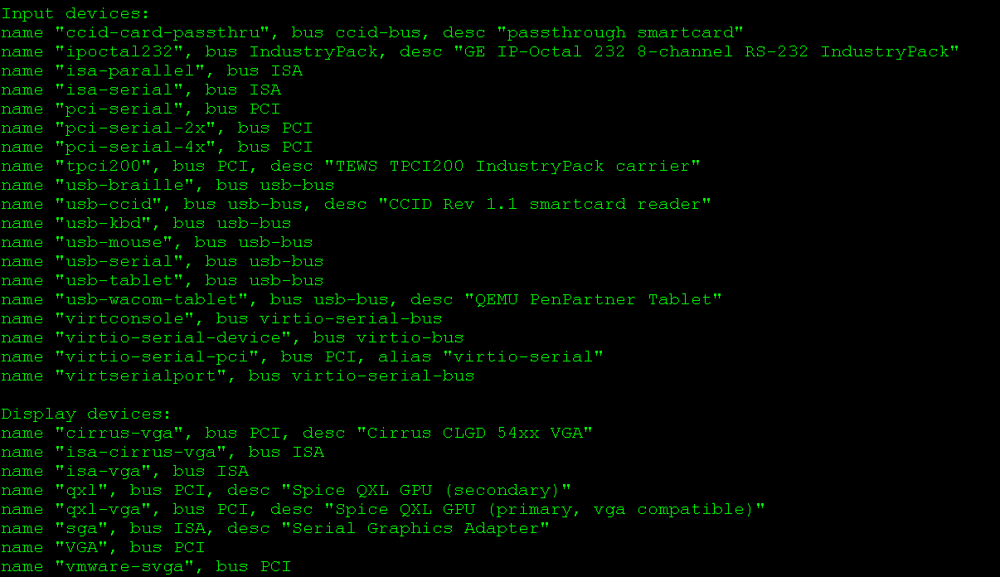 Input devices:
name "ccid-card-passthru", bus ccid-bus, desc "passthrough smartcard"
name "ipoctal232", bus IndustryPack, desc "GE IP-Octal 232 8-channel RS-232 IndustryPack"
name "isa-parallel", bus ISA
name "isa-serial", bus ISA
name "pci-serial", bus PCI
name "pci-serial-2x", bus PCI
name "pci-serial-4x", bus PCI
name "tpci200", bus PCI, desc "TEWS TPCI200 IndustryPack carrier"
name "usb-braille", bus usb-bus
name "usb-ccid", bus usb-bus, desc "CCID Rev 1.1 smartcard reader"
name "usb-kbd", bus usb-bus
name "usb-mouse", bus usb-bus
name "usb-serial", bus usb-bus
name "usb-tablet", bus usb-bus
name "usb-wacom-tablet", bus usb-bus, desc "QEMU PenPartner Tablet"
name "virtconsole", bus virtio-serial-bus
name "virtio-serial-device", bus virtio-bus
name "virtio-serial-pci", bus PCI, alias "virtio-serial"
name "virtserialport", bus virtio-serial-bus

Display devices:
name "cirrus-vga", bus PCI, desc "Cirrus CLGD 54xx VGA"
name "isa-cirrus-vga", bus ISA
name "isa-vga", bus ISA
name "qxl", bus PCI, desc "Spice QXL GPU (secondary)"
name "qxl-vga", bus PCI, desc "Spice QXL GPU (primary, vga compatible)"
name "sga", bus ISA, desc "Serial Graphics Adapter"
name "VGA", bus PCI
name "vmware-svga", bus PCI